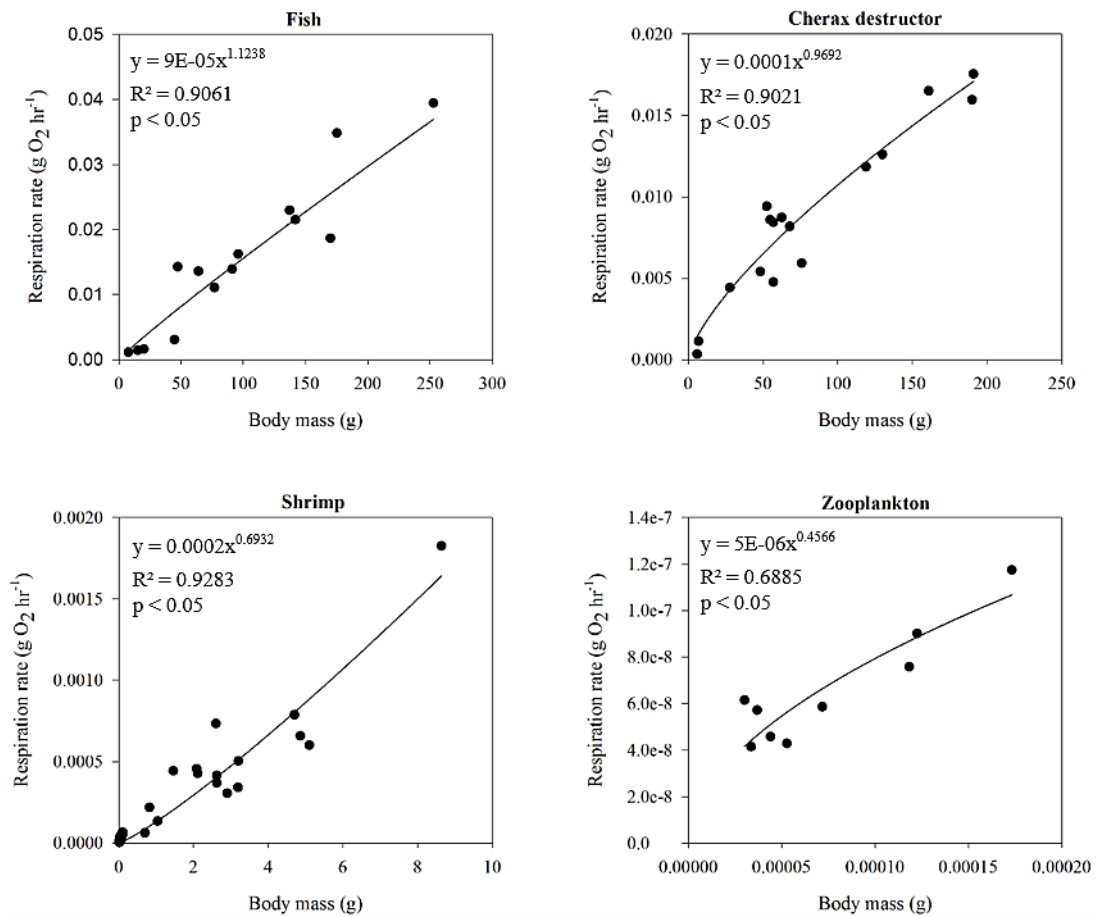 Fish
y = 9E-05x^1.1238
R² = 0.9061
p < 0.05
Respiration rate (g O₂ hr⁻¹)
0.05
0.04
0.03
0.02
0.01
0.00
0 50 100 150 200 250 300
Body mass (g)
Cherax destructor
y = 0.0001x^0.9692
R² = 0.9021
p < 0.05
Respiration rate (g O₂ hr⁻¹)
0.020
0.015
0.010
0.005
0.000
0 50 100 150 200 250
Body mass (g)
Shrimp
y = 0.0002x^0.6932
R² = 0.9283
p < 0.05
Respiration rate (g O₂ hr⁻¹)
0.0020
0.0015
0.0010
0.0005
0.0000
0 2 4 6 8 10
Body mass (g)
Zooplankton
y = 5E-06x^0.4566
R² = 0.6885
p < 0.05
Respiration rate (g O₂ hr⁻¹)
1.4e-7
1.2e-7
1.0e-7
8.0e-8
6.0e-8
4.0e-8
2.0e-8
0.0
0.00000 0.00005 0.00010 0.00015 0.00020
Body mass (g)